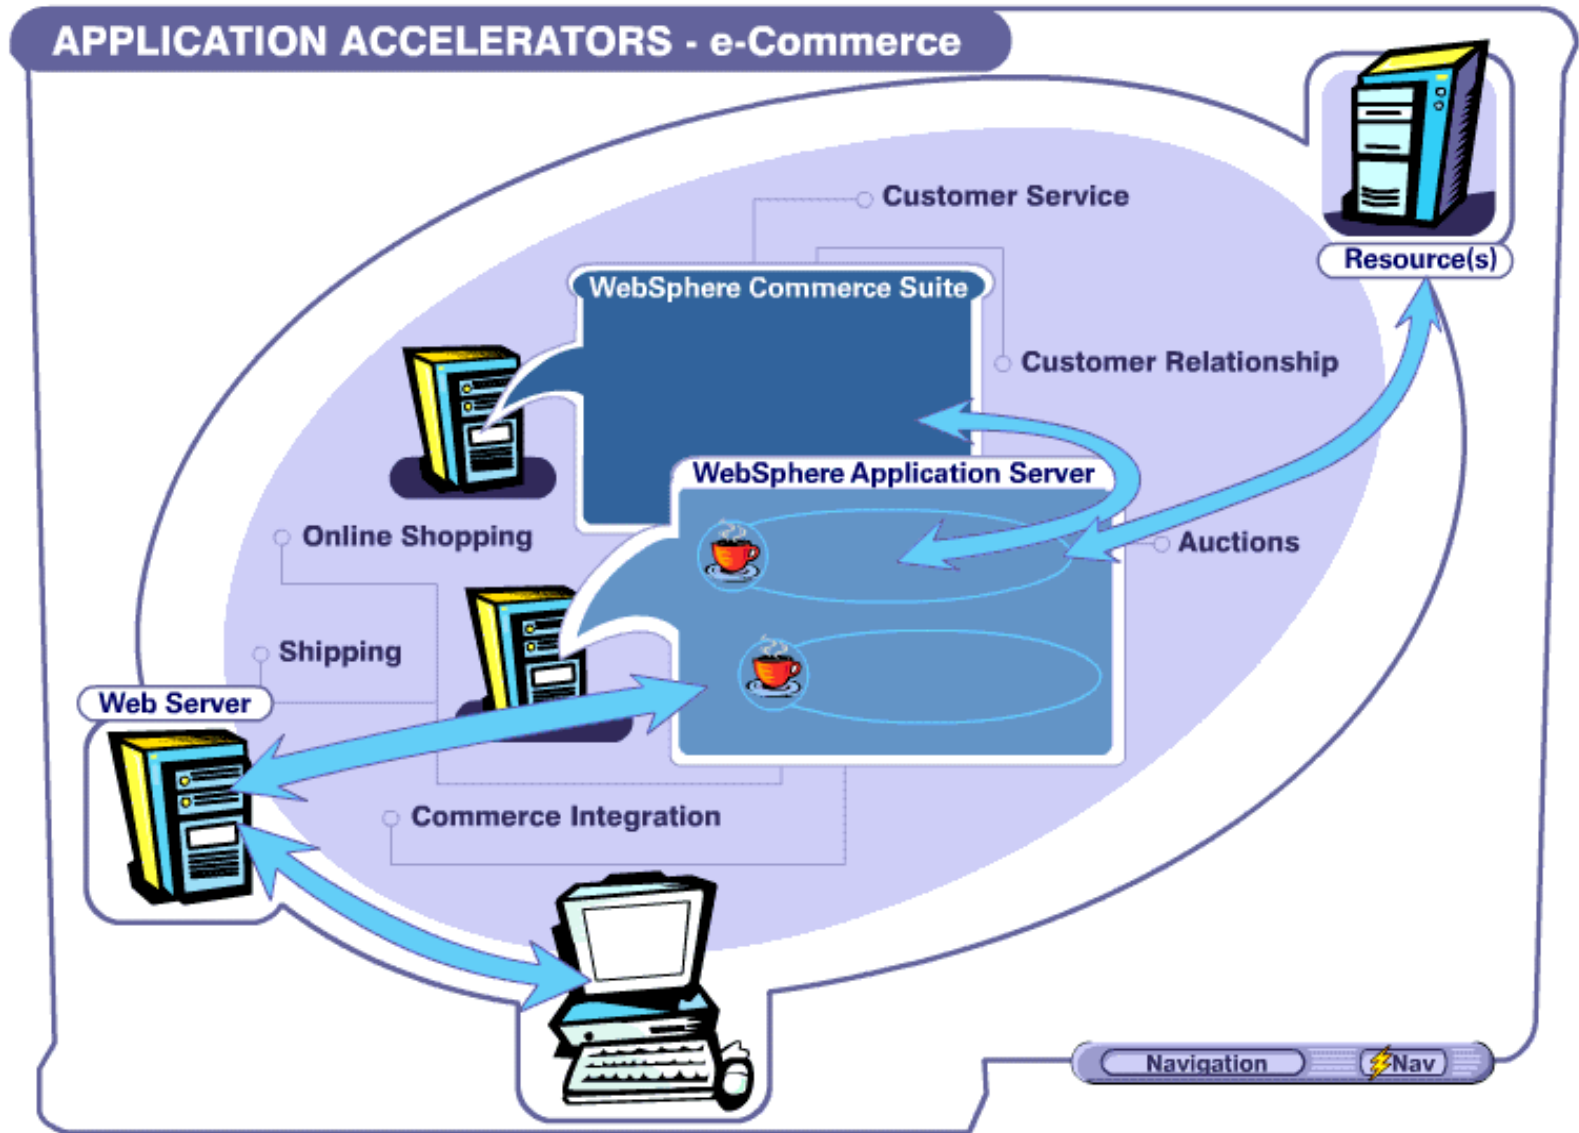 APPLICATION ACCELERATORS - e-Commerce
Customer Service
Resource(s)
WebSphere Commerce Suite
Customer Relationship
WebSphere Application Server
Online Shopping
Auctions
Shipping
Web Server
Commerce Integration
Navigation
Nav